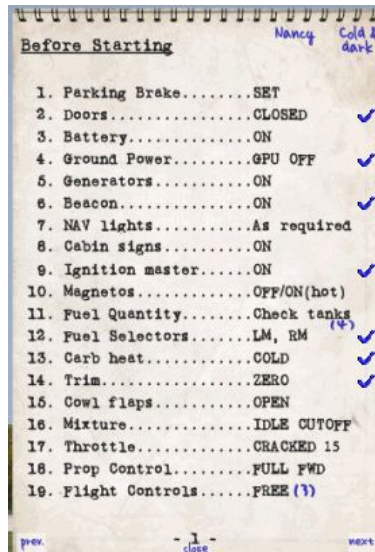 Nancy Cold &
Before Starting dark
1. Parking Brake........SET
2. Doors................CLOSED ✓
3. Battery..............ON
4. Ground Power.........GPU OFF ✓
5. Generators...........ON
6. Beacon...............ON ✓
7. NAV lights...........As required
8. Cabin signs..........ON
9. Ignition master......ON ✓
10. Magnetos.............OFF/ON(hot)
11. Fuel Quantity........Check tanks
(4)
12. Fuel Selectors.......LM, RM ✓
13. Carb heat............COLD ✓
14. Trim.................ZERO ✓
15. Cowl flaps...........OPEN
16. Mixture..............IDLE CUTOFF
17. Throttle.............CRACKED 15
18. Prop Control.........FULL FWD
19. Flight Controls......FREE (3)
prev. - 1 - next
close